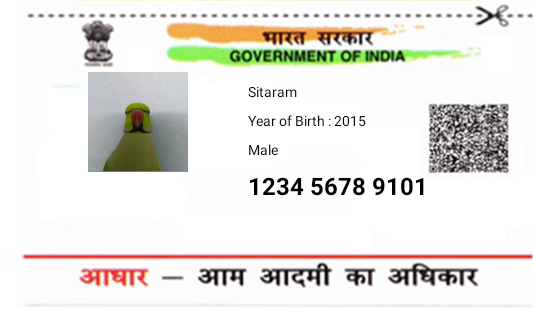 भारत सरकार
GOVERNMENT OF INDIA
Sitaram
Year of Birth : 2015
Male
1234 5678 9101
आधार — आम आदमी का अधिकार